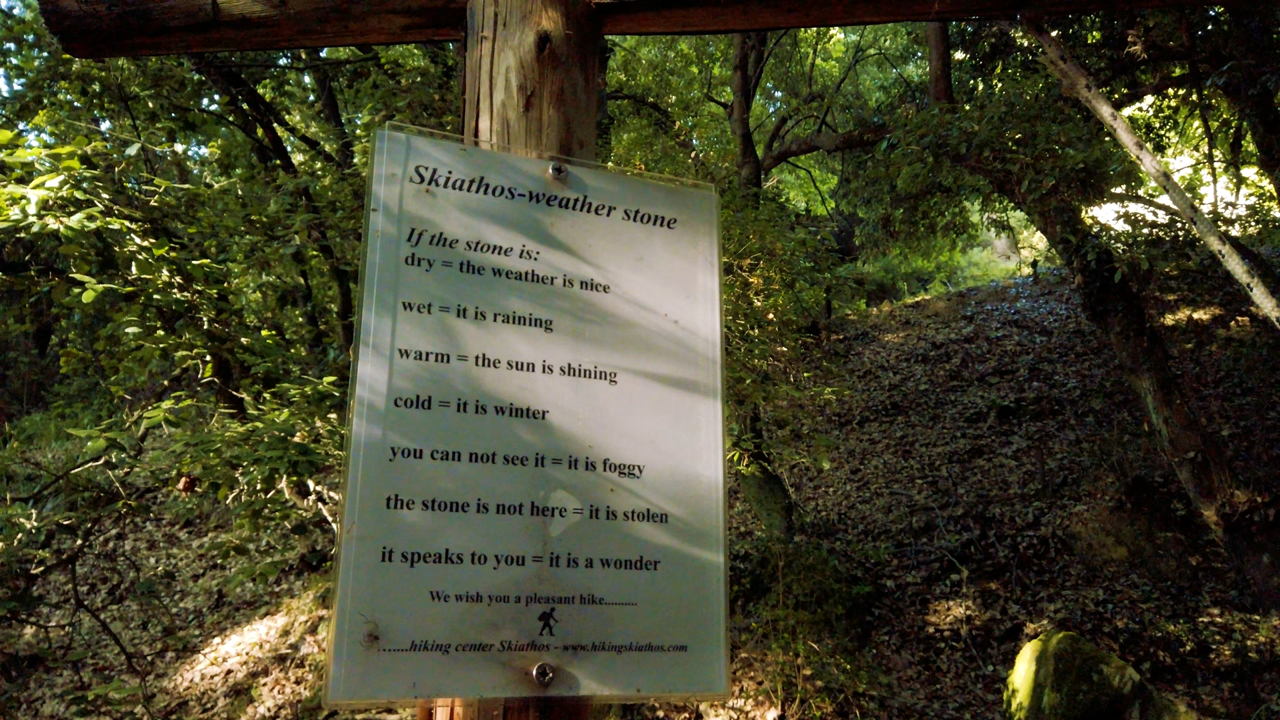 Skiathos-weather stone
If the stone is:
dry = the weather is nice
wet = it is raining
warm = the sun is shining
cold = it is winter
you can not see it = it is foggy
the stone is not here = it is stolen
it speaks to you = it is a wonder
We wish you a pleasant hike..........
.......hiking center Skiathos - www.hikingskiathos.com